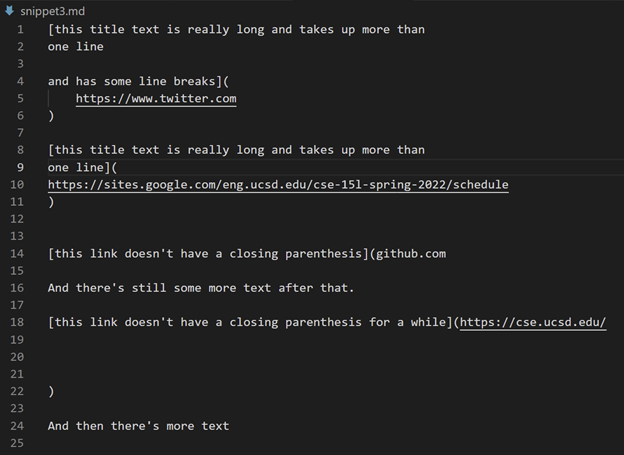 snippet3.md
1 [this title text is really long and takes up more than
2 one line
3
4 and has some line breaks](
5     https://www.twitter.com
6 )
7
8 [this title text is really long and takes up more than
9 one line](
10 https://sites.google.com/eng.ucsd.edu/cse-15l-spring-2022/schedule
11 )
12
13
14 [this link doesn't have a closing parenthesis](github.com
15
16 And there's still some more text after that.
17
18 [this link doesn't have a closing parenthesis for a while](https://cse.ucsd.edu/
19
20
21
22 )
23
24 And then there's more text
25